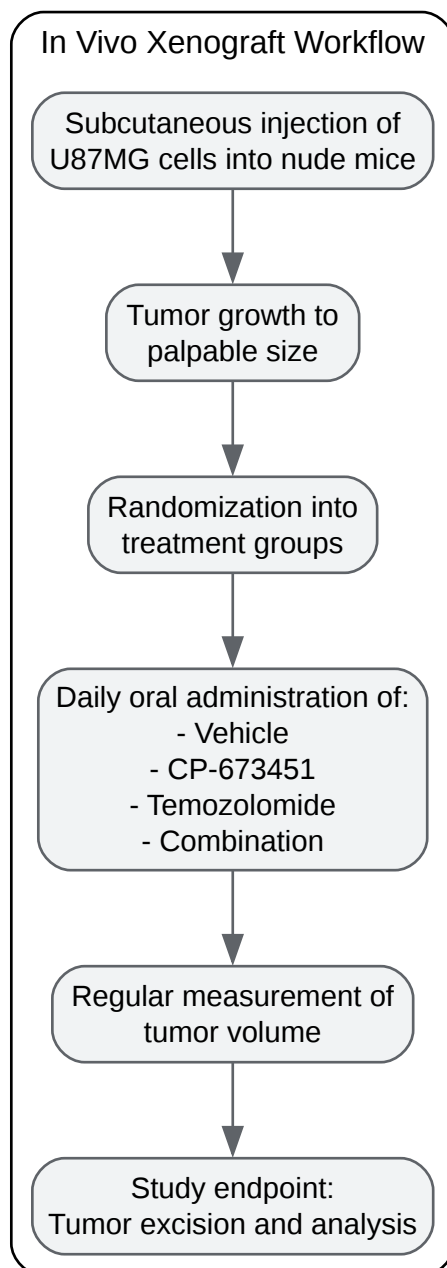 In Vivo Xenograft Workflow
Subcutaneous injection of
U87MG cells into nude mice
Tumor growth to
palpable size
Randomization into
treatment groups
Daily oral administration of:
- Vehicle
- CP-673451
- Temozolomide
- Combination
Regular measurement of
tumor volume
Study endpoint:
Tumor excision and analysis